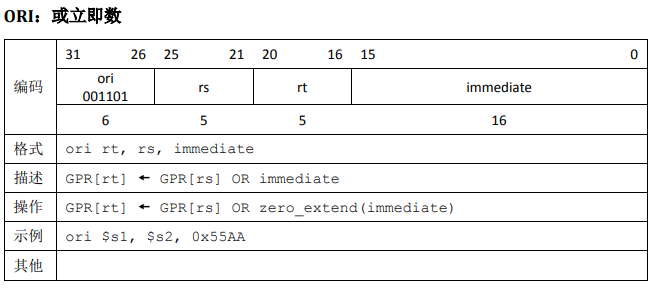 ORI：或立即数
31 26 25 21 20 16 15 0
编码
ori
001101
rs rt immediate
6 5 5 16
格式 ori rt, rs, immediate
描述 GPR[rt] ← GPR[rs] OR immediate
操作 GPR[rt] ← GPR[rs] OR zero_extend(immediate)
示例 ori $s1, $s2, 0x55AA
其他